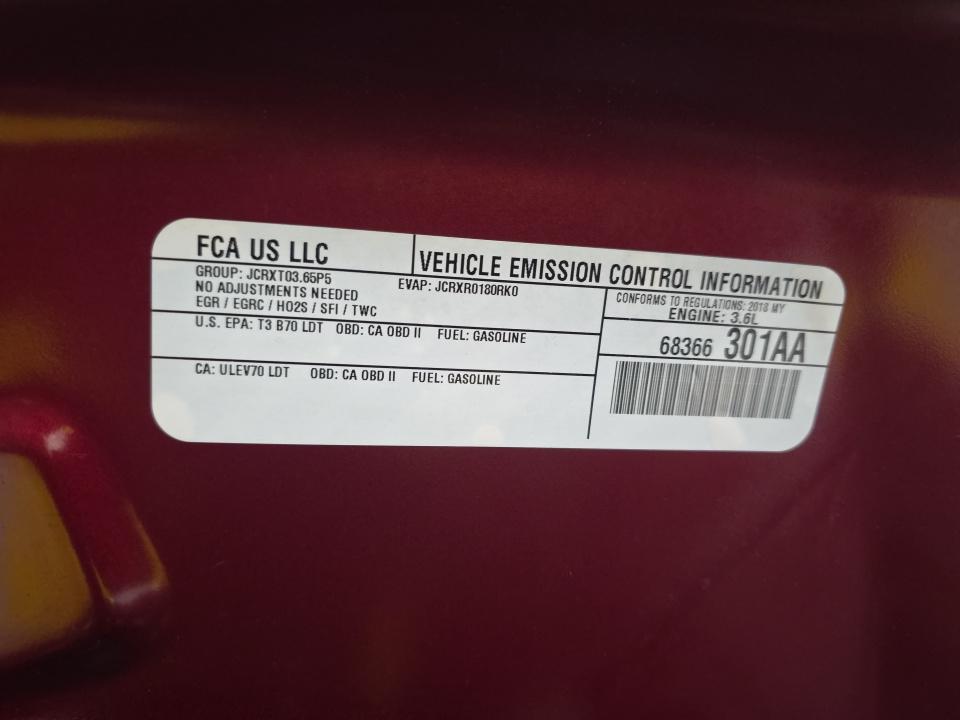 FCA US LLC
VEHICLE EMISSION CONTROL INFORMATION
GROUP: JCRXT03.65P5
EVAP: JCRXR0180RK0
NO ADJUSTMENTS NEEDED
EGR / EGRC / HO2S / SFI / TWC
CONFORMS TO REGULATIONS: 2018 MY
ENGINE: 3.6L
U.S. EPA: T3 B70 LDT OBD: CA OBD II FUEL: GASOLINE
68366 301AA
CA: ULEV70 LDT OBD: CA OBD II FUEL: GASOLINE